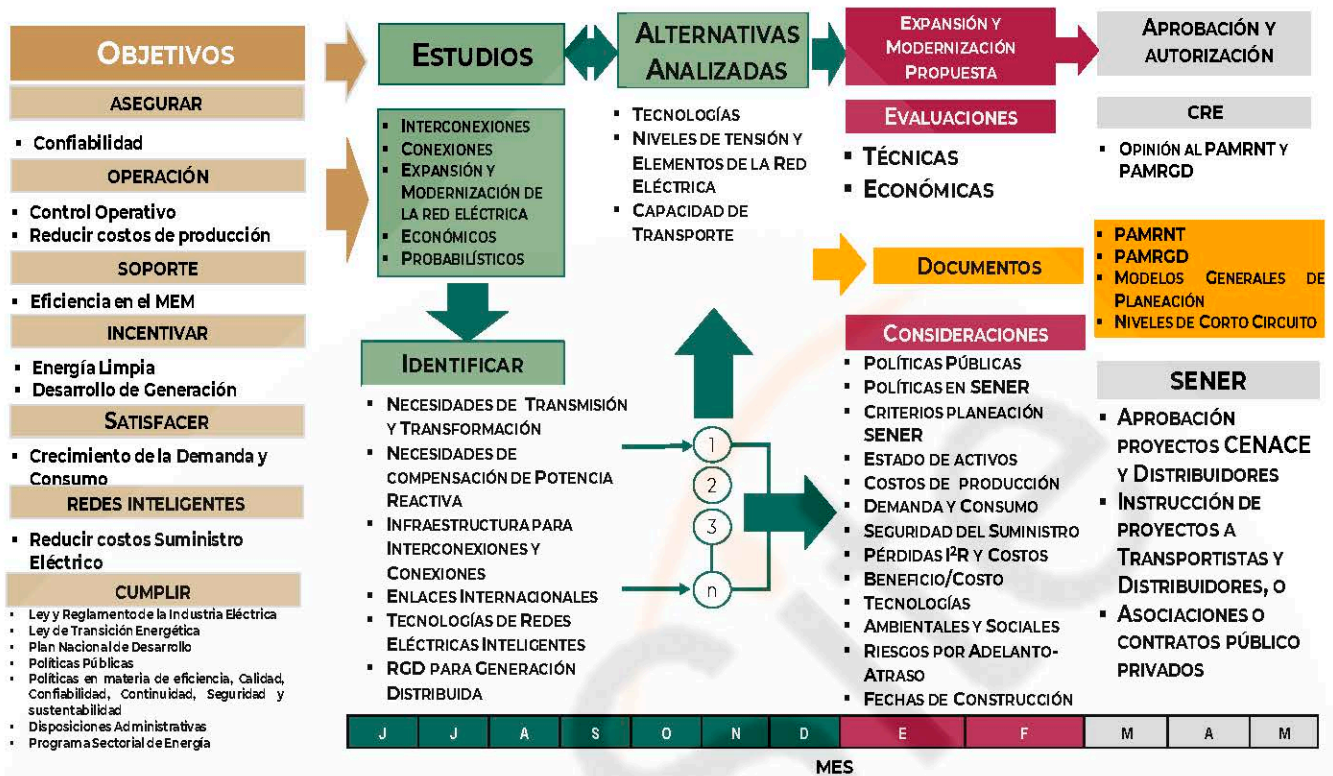 OBJETIVOS
ASEGURAR
▪ Confiabilidad
OPERACIÓN
▪ Control Operativo
▪ Reducir costos de producción
SOPORTE
▪ Eficiencia en el MEM
INCENTIVAR
▪ Energía Limpia
▪ Desarrollo de Generación
SATISFACER
▪ Crecimiento de la Demanda y
Consumo
REDES INTELIGENTES
▪ Reducir costos Suministro
Eléctrico
CUMPLIR
▪ Ley y Reglamento de la Industria Eléctrica
▪ Ley de Transición Energética
▪ Plan Nacional de Desarrollo
▪ Políticas Públicas
▪ Políticas en materia de eficiencia, Calidad,
Confiabilidad, Continuidad, Seguridad y
sustentabilidad
▪ Disposiciones Administrativas
▪ Programa Sectorial de Energía
ESTUDIOS
▪ INTERCONEXIONES
▪ CONEXIONES
▪ EXPANSIÓN Y
MODERNIZACIÓN DE
LA RED ELÉCTRICA
▪ ECONÓMICOS
▪ PROBABILÍSTICOS
IDENTIFICAR
▪ NECESIDADES DE TRANSMISIÓN
Y TRANSFORMACIÓN
▪ NECESIDADES DE
COMPENSACIÓN DE POTENCIA
REACTIVA
▪ INFRAESTRUCTURA PARA
INTERCONEXIONES Y
CONEXIONES
▪ ENLACES INTERNACIONALES
▪ TECNOLOGÍAS DE REDES
ELÉCTRICAS INTELIGENTES
▪ RGD PARA GENERACIÓN
DISTRIBUIDA
ALTERNATIVAS
ANALIZADAS
▪ TECNOLOGÍAS
▪ NIVELES DE TENSIÓN Y
ELEMENTOS DE LA RED
ELÉCTRICA
▪ CAPACIDAD DE
TRANSPORTE
1
2
3
n
EXPANSIÓN Y
MODERNIZACIÓN
PROPUESTA
EVALUACIONES
▪ TÉCNICAS
▪ ECONÓMICAS
DOCUMENTOS
CONSIDERACIONES
▪ POLÍTICAS PÚBLICAS
▪ POLÍTICAS EN SENER
▪ CRITERIOS PLANEACIÓN
SENER
▪ ESTADO DE ACTIVOS
▪ COSTOS DE PRODUCCIÓN
▪ DEMANDA Y CONSUMO
▪ SEGURIDAD DEL SUMINISTRO
▪ PÉRDIDAS I²R Y COSTOS
▪ BENEFICIO/COSTO
▪ TECNOLOGÍAS
▪ AMBIENTALES Y SOCIALES
▪ RIESGOS POR ADELANTO-
ATRASO
▪ FECHAS DE CONSTRUCCIÓN
APROBACIÓN Y
AUTORIZACIÓN
CRE
▪ OPINIÓN AL PAMRNT Y
PAMRGD
▪ PAMRNT
▪ PAMRGD
▪ MODELOS GENERALES DE
PLANEACIÓN
▪ NIVELES DE CORTO CIRCUITO
SENER
▪ APROBACIÓN
PROYECTOS CENACE
Y DISTRIBUIDORES
▪ INSTRUCCIÓN DE
PROYECTOS A
TRANSPORTISTAS Y
DISTRIBUIDORES, O
▪ ASOCIACIONES O
CONTRATOS PÚBLICO
PRIVADOS
J J A S O N D E F M A M
MES